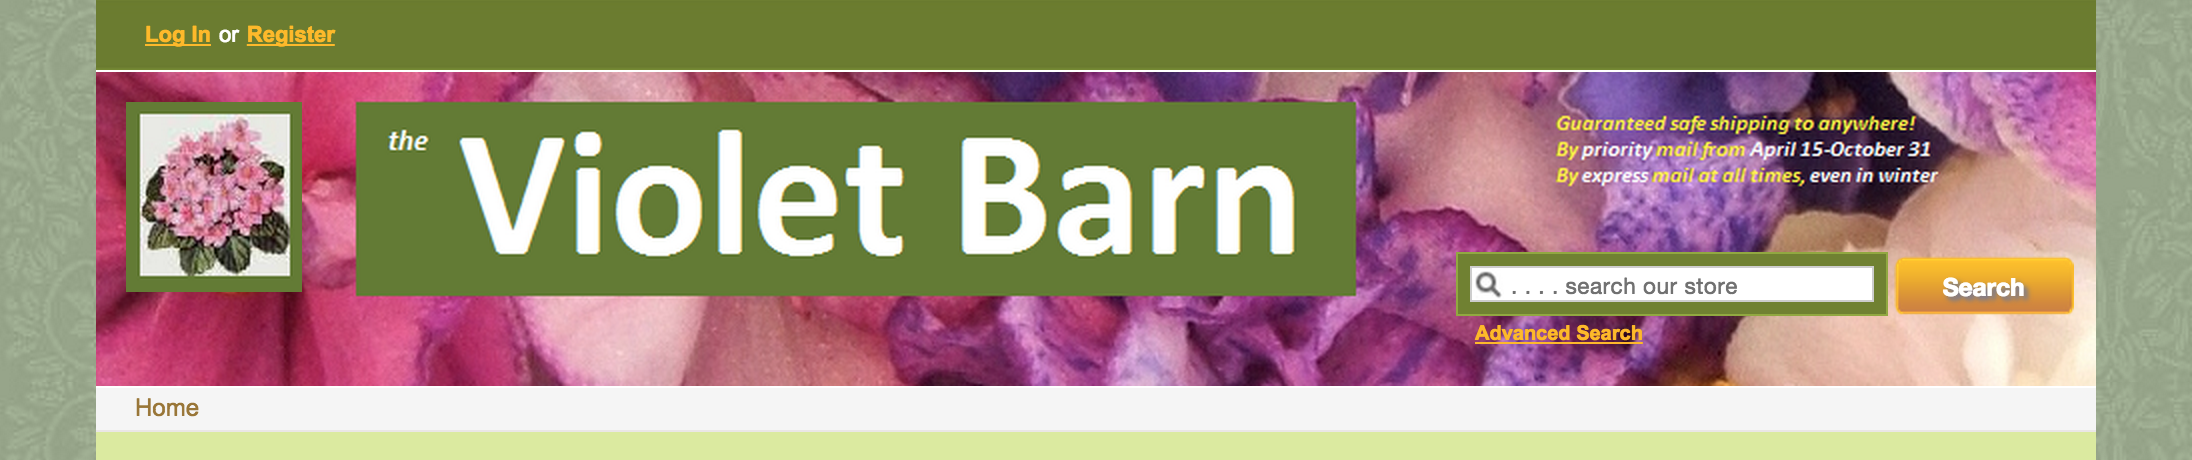 Log In or Register
the Violet Barn
Guaranteed safe shipping to anywhere!
By priority mail from April 15-October 31
By express mail at all times, even in winter
. . . . search our store
Search
Advanced Search
Home